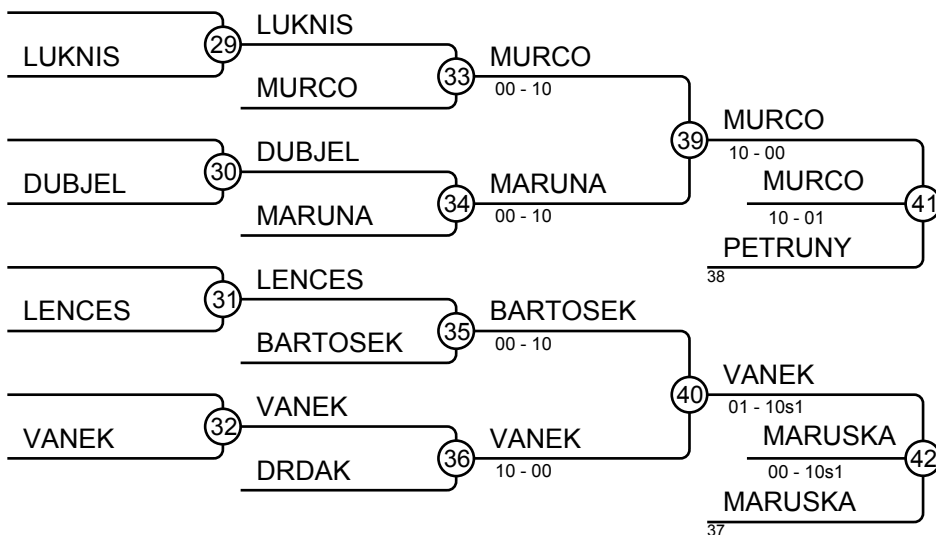 LUKNIS
29
LUKNIS
MURCO
33
MURCO
00 - 10
DUBJEL
30
DUBJEL
MARUNA
34
MARUNA
00 - 10
39
MURCO
10 - 00
MURCO
10 - 01
41
PETRUNY
38
LENCES
31
LENCES
BARTOSEK
35
BARTOSEK
00 - 10
VANEK
32
VANEK
DRDAK
36
VANEK
10 - 00
40
VANEK
01 - 10s1
MARUSKA
00 - 10s1
42
MARUSKA
37